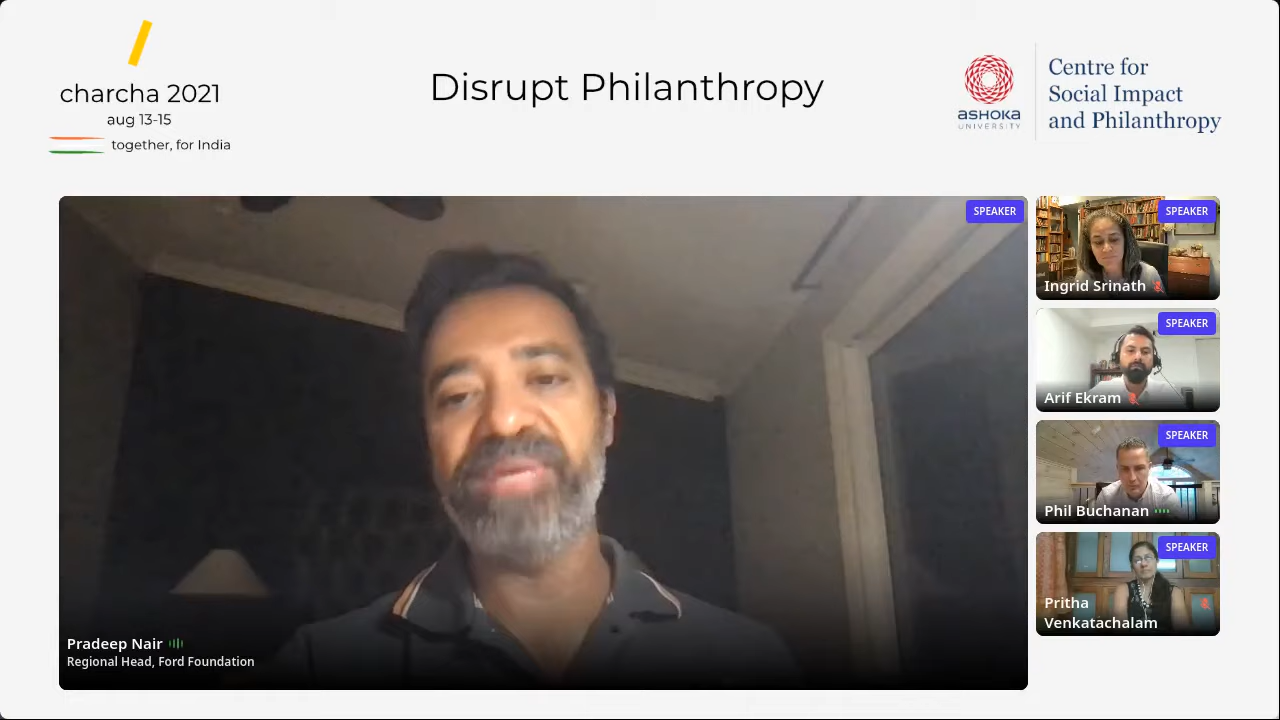 charcha 2021
aug 13-15
together, for India
Disrupt Philanthropy
ASHOKA
UNIVERSITY
Centre for
Social Impact
and Philanthropy
SPEAKER
Pradeep Nair
Regional Head, Ford Foundation
SPEAKER
Ingrid Srinath
SPEAKER
Arif Ekram
SPEAKER
Phil Buchanan
SPEAKER
Pritha
Venkatachalam